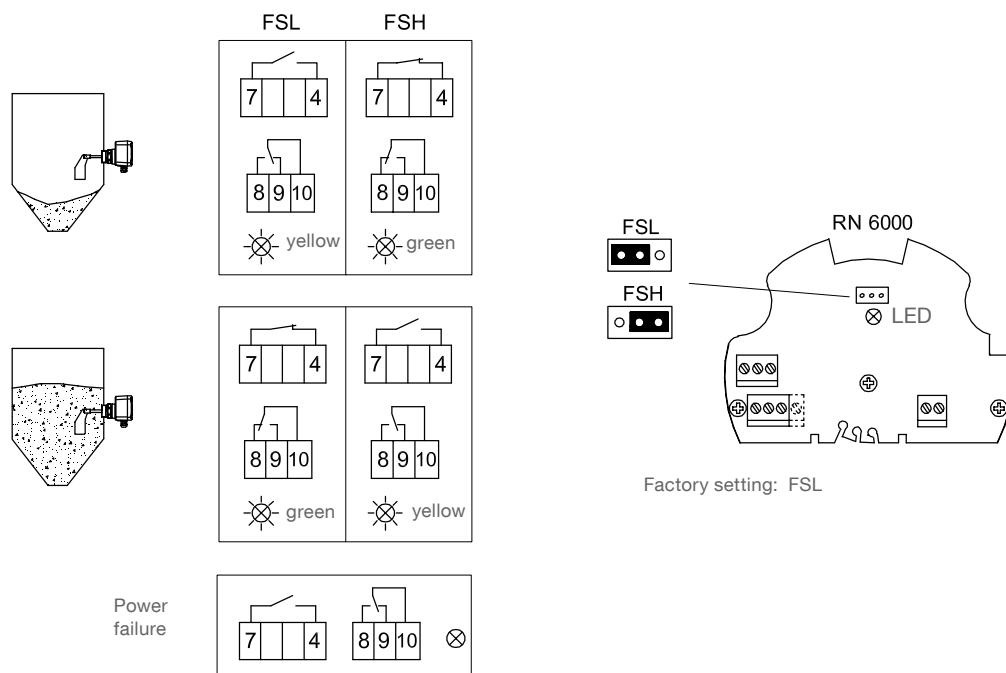 FSL FSH
7 4 7 4
8 9 10 8 9 10
yellow green
7 4 7 4
8 9 10 8 9 10
green yellow
Power
failure
7 4 8 9 10
FSL
FSH
RN 6000
LED
Factory setting: FSL